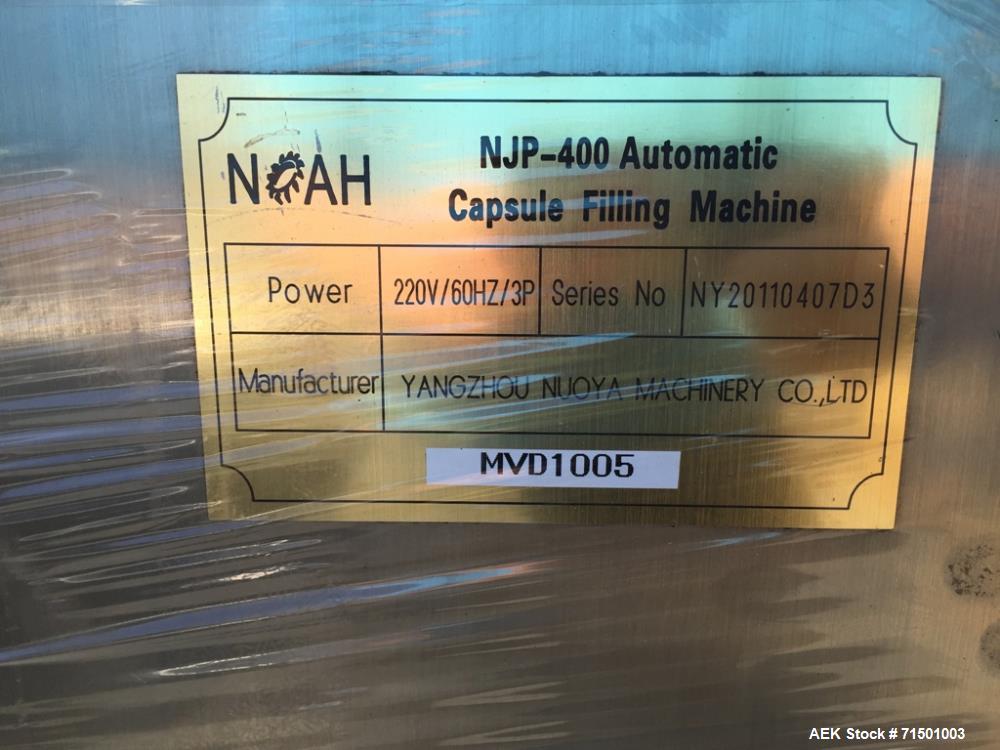 NOAH
NJP-400 Automatic
Capsule Filling Machine
Power 220V/60HZ/3P Series No NY20110407D3
Manufacturer YANGZHOU NUOYA MACHINERY CO.,LTD
MVD1005
AEK Stock # 71501003